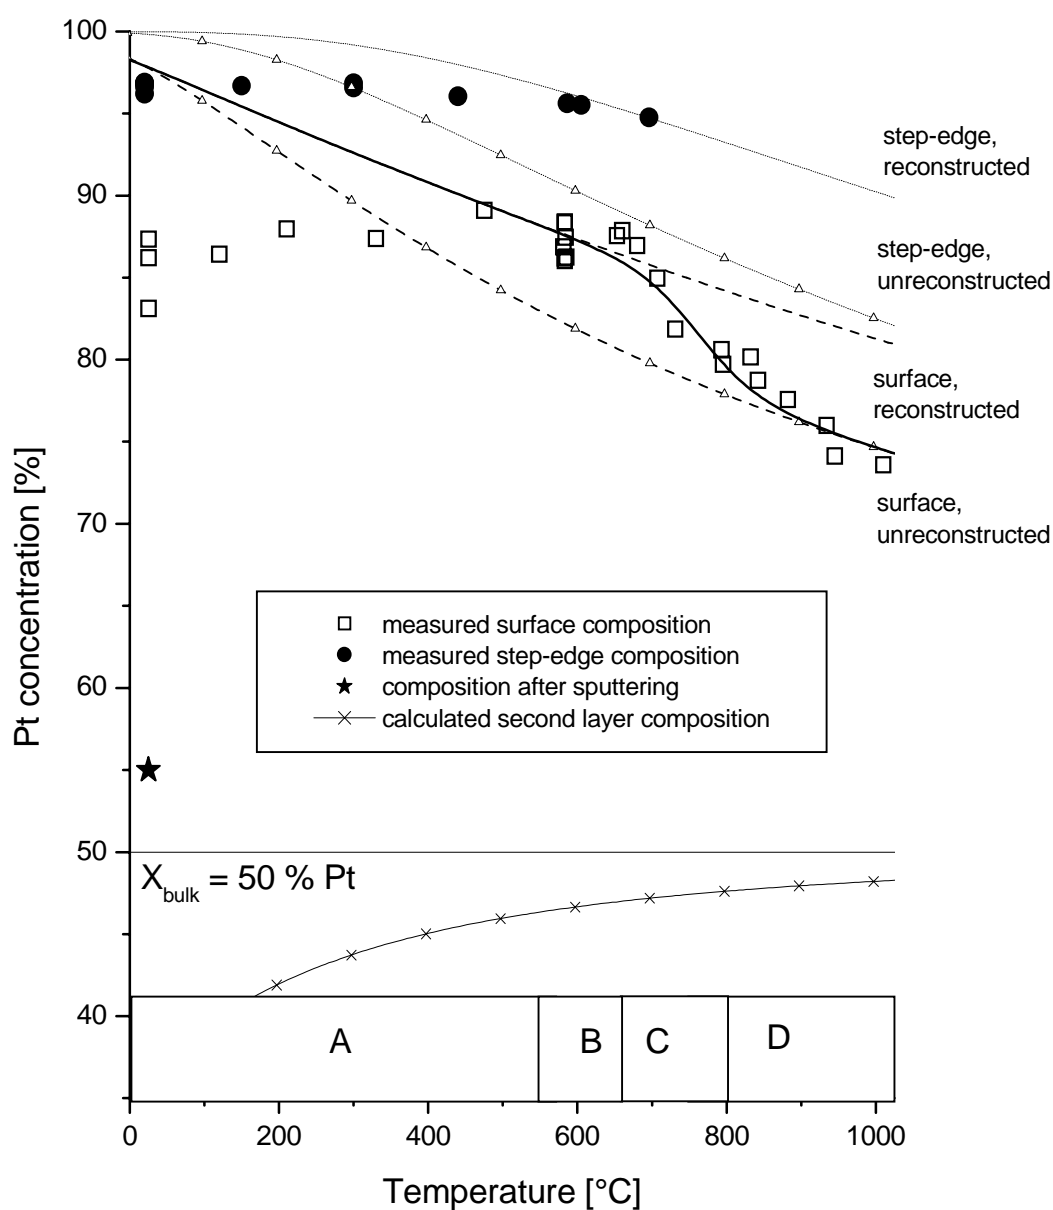 100
90
80
70
60
50
40
Pt concentration [%]
step-edge,
reconstructed
step-edge,
unreconstructed
surface,
reconstructed
surface,
unreconstructed
measured surface composition
measured step-edge composition
composition after sputtering
calculated second layer composition
X_bulk = 50 % Pt
A
B
C
D
0
200
400
600
800
1000
Temperature [°C]